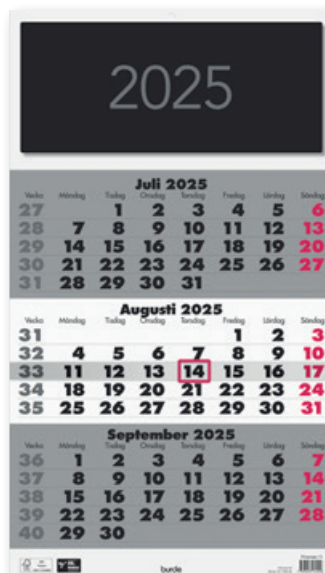 2025
Juli 2025
Vecka Måndag Tisdag Onsdag Torsdag Fredag Lördag Söndag
27 1 2 3 4 5 6
28 7 8 9 10 11 12 13
29 14 15 16 17 18 19 20
30 21 22 23 24 25 26 27
31 28 29 30 31
Augusti 2025
Vecka Måndag Tisdag Onsdag Torsdag Fredag Lördag Söndag
31 1 2 3
32 4 5 6 7 8 9 10
33 11 12 13 14 15 16 17
34 18 19 20 21 22 23 24
35 25 26 27 28 29 30 31
September 2025
Vecka Måndag Tisdag Onsdag Torsdag Fredag Lördag Söndag
36 1 2 3 4 5 6 7
37 8 9 10 11 12 13 14
38 15 16 17 18 19 20 21
39 22 23 24 25 26 27 28
40 29 30
burde